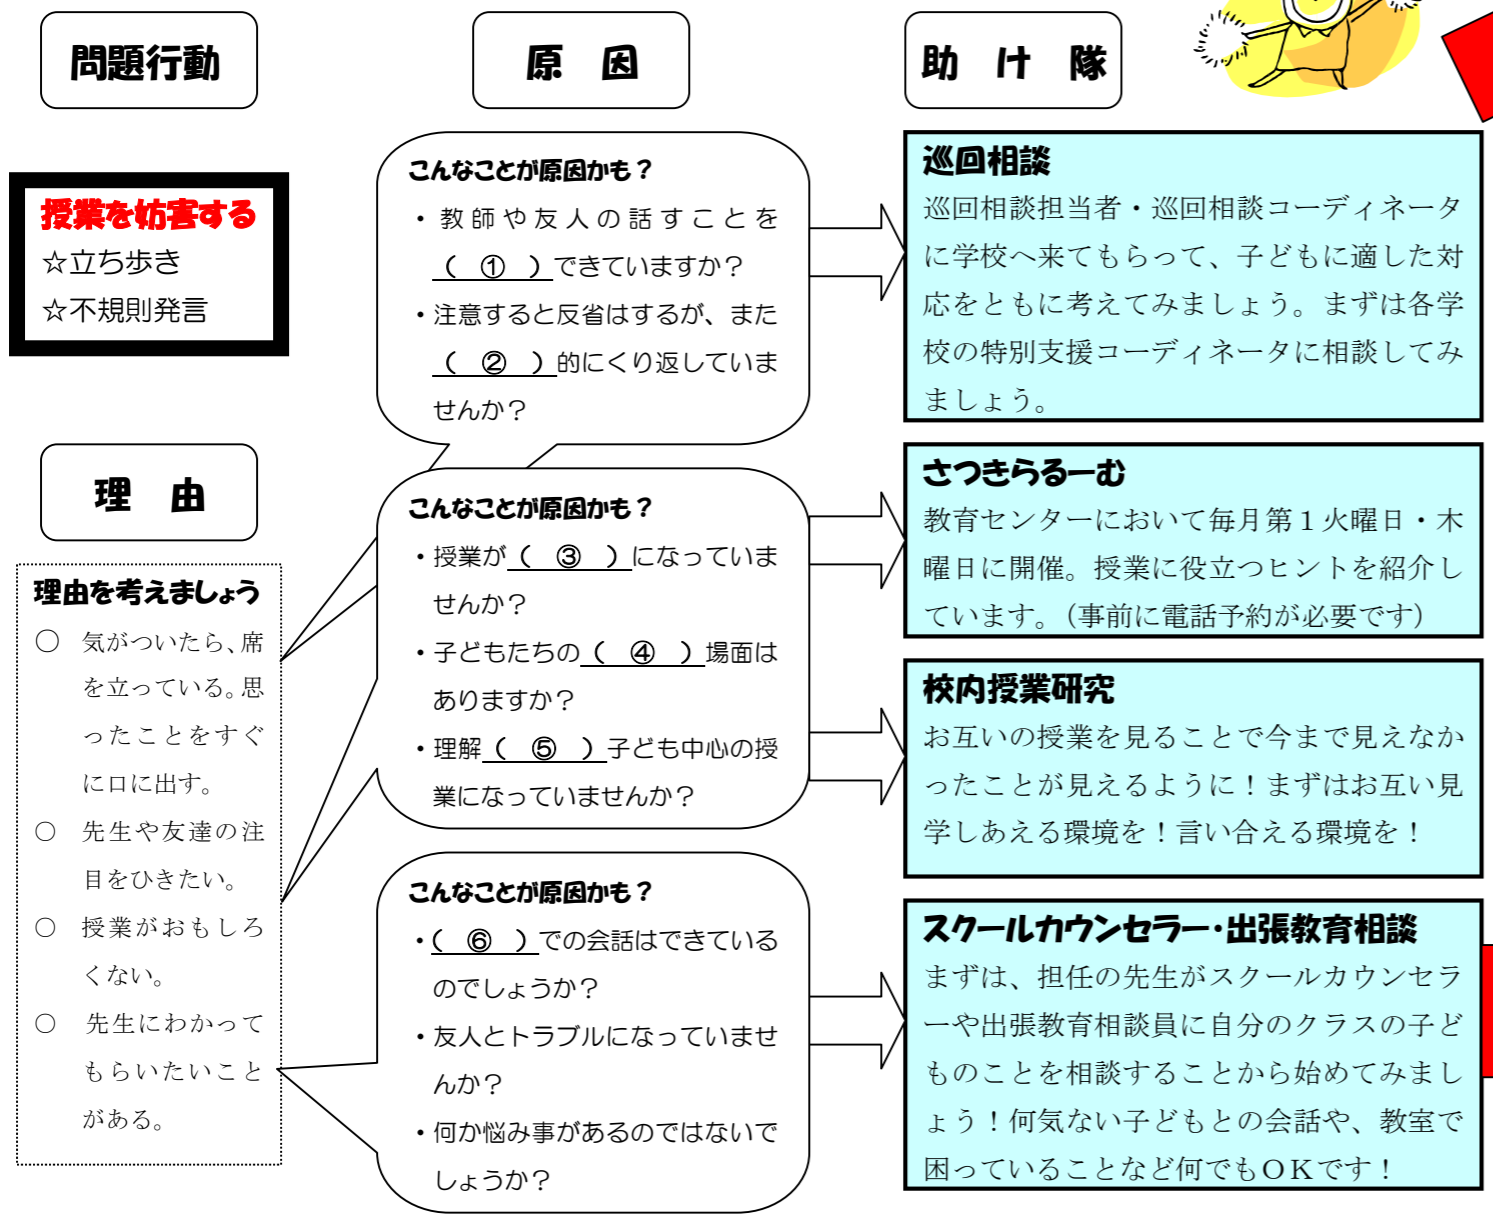 問題行動
原 因
助 け 隊
授業を妨害する
☆立ち歩き
☆不規則発言
理 由
理由を考えましょう
○ 気がついたら、席
を立っている。思
ったことをすぐ
に口に出す。
○ 先生や友達の注
目をひきたい。
○ 授業がおもしろ
くない。
○ 先生にわかって
もらいたいこと
がある。
こんなことが原因かも？
・教師や友人の話すことを
（ ① ）できていますか？
・注意すると反省はするが、また
（ ② ）的にくり返していま
せんか？
こんなことが原因かも？
・授業が（ ③ ）になっていま
せんか？
・子どもたちの（ ④ ）場面は
ありますか？
・理解（ ⑤ ）子ども中心の授
業になっていませんか？
こんなことが原因かも？
・（ ⑥ ）での会話はできている
のでしょうか？
・友人とトラブルになっていませ
んか？
・何か悩み事があるのではないで
しょうか？
巡回相談
巡回相談担当者・巡回相談コーディネータ
に学校へ来てもらって、子どもに適した対
応をともに考えてみましょう。まずは各学
校の特別支援コーディネータに相談してみ
ましょう。
さつきらるーむ
教育センターにおいて毎月第１火曜日・木
曜日に開催。授業に役立つヒントを紹介し
ています。（事前に電話予約が必要です）
校内授業研究
お互いの授業を見ることで今まで見えなか
ったことが見えるように！まずはお互い見
学しあえる環境を！言い合える環境を！
スクールカウンセラー・出張教育相談
まずは、担任の先生がスクールカウンセラ
ーや出張教育相談員に自分のクラスの子ど
ものことを相談することから始めてみまし
ょう！何気ない子どもとの会話や、教室で
困っていることなど何でもＯＫです！